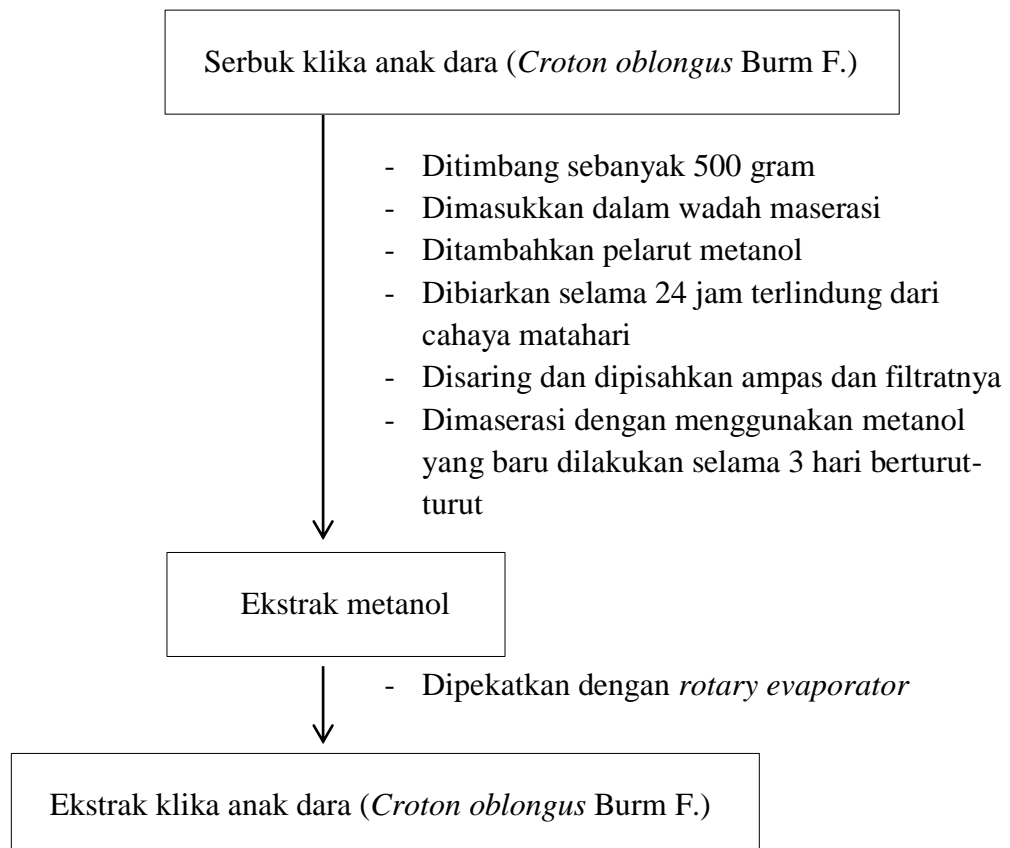 Serbuk klika anak dara (Croton oblongus Burm F.)
- Ditimbang sebanyak 500 gram
- Dimasukkan dalam wadah maserasi
- Ditambahkan pelarut metanol
- Dibiarkan selama 24 jam terlindung dari
cahaya matahari
- Disaring dan dipisahkan ampas dan filtratnya
- Dimaserasi dengan menggunakan metanol
yang baru dilakukan selama 3 hari berturut-
turut
Ekstrak metanol
- Dipekatkan dengan rotary evaporator
Ekstrak klika anak dara (Croton oblongus Burm F.)